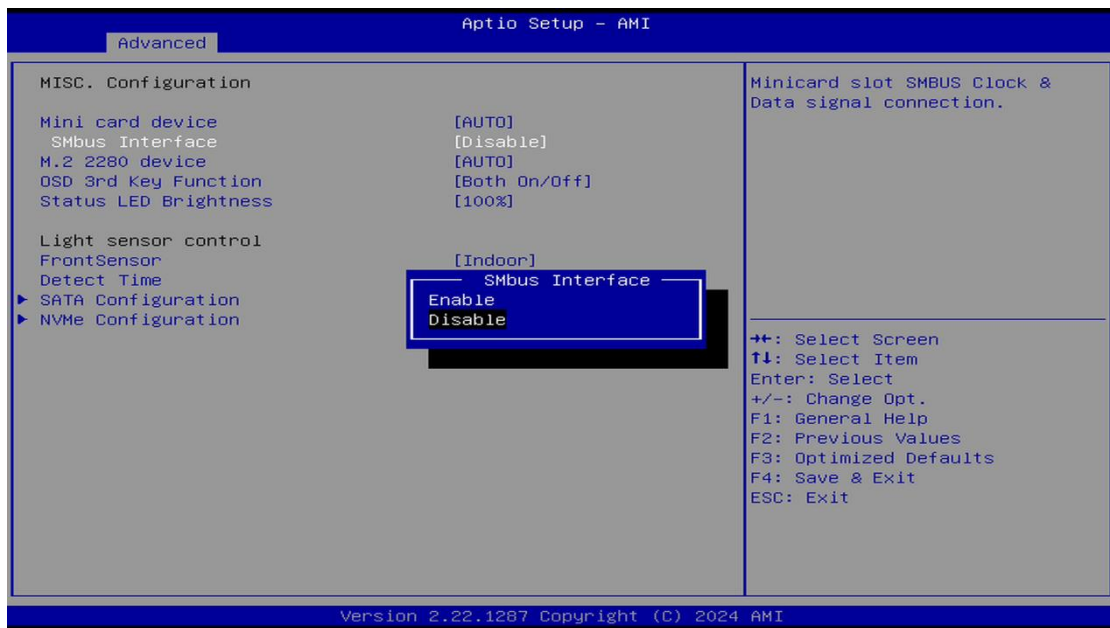 Aptio Setup - AMI
Advanced
MISC. Configuration
Mini card device [AUTO]
SMbus Interface [Disable]
M.2 2280 device [AUTO]
OSD 3rd Key Function [Both On/Off]
Status LED Brightness [100%]
Light sensor control
FrontSensor [Indoor]
Detect Time
SATA Configuration
NVMe Configuration
SMbus Interface
Enable
Disable
Minicard slot SMBUS Clock &
Data signal connection.
→←: Select Screen
↑↓: Select Item
Enter: Select
+/-: Change Opt.
F1: General Help
F2: Previous Values
F3: Optimized Defaults
F4: Save & Exit
ESC: Exit
Version 2.22.1287 Copyright (C) 2024 AMI